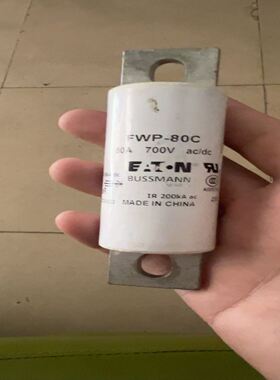 FWP-80C
80A 700V ac/dc
EATON
BUSSMANN
IR 200kA ac
MADE IN CHINA